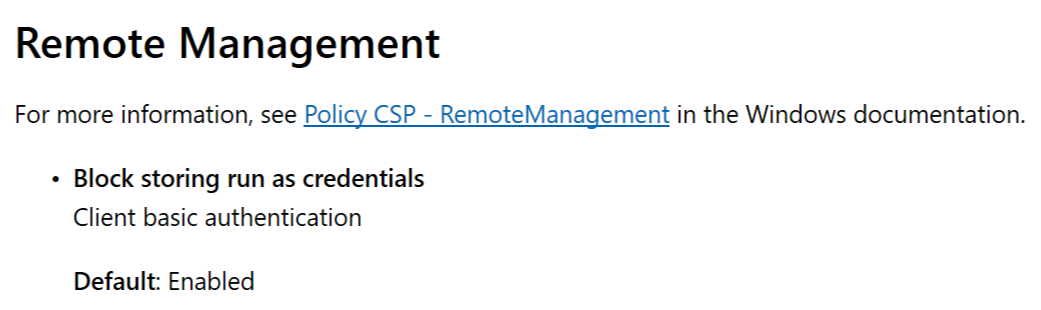 Remote Management
For more information, see Policy CSP - RemoteManagement in the Windows documentation.
• Block storing run as credentials
Client basic authentication
Default: Enabled